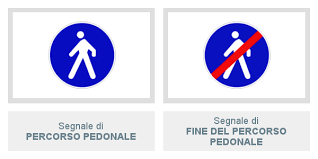 Segnale di
PERCORSO PEDONALE
Segnale di
FINE DEL PERCORSO
PEDONALE